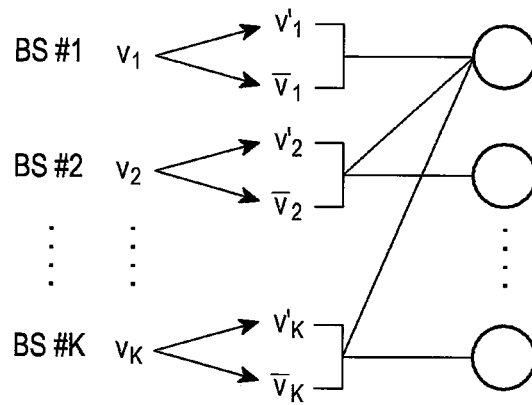 v'₁
BS #1 v₁
v̅₁
v'₂
BS #2 v₂
v̅₂
v'K
BS #K vK
v̅K